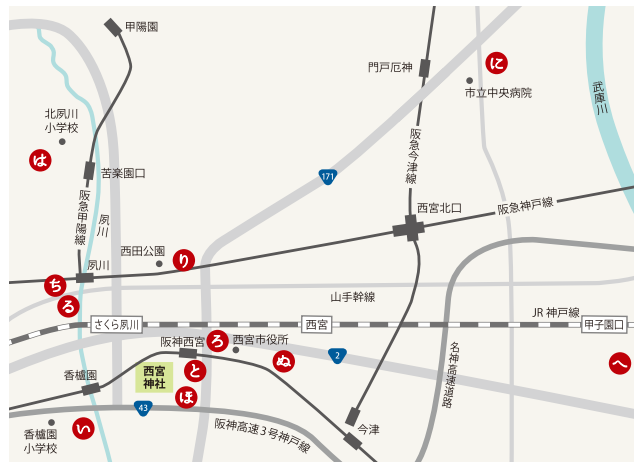 甲陽園
門戸厄神
に
市立中央病院
武庫川
北夙川
小学校
は
苦楽園口
阪急今津線
171
阪急甲陽線
夙川
西宮北口
阪急神戸線
西田公園
り
夙川
ち
る
山手幹線
JR 神戸線
さくら夙川
西宮
甲子園口
阪神西宮
ろ
西宮市役所
ぬ
2
名神高速道路
へ
香櫨園
西宮
神社
と
ほ
43
い
香櫨園
小学校
阪神高速3号神戸線
今津